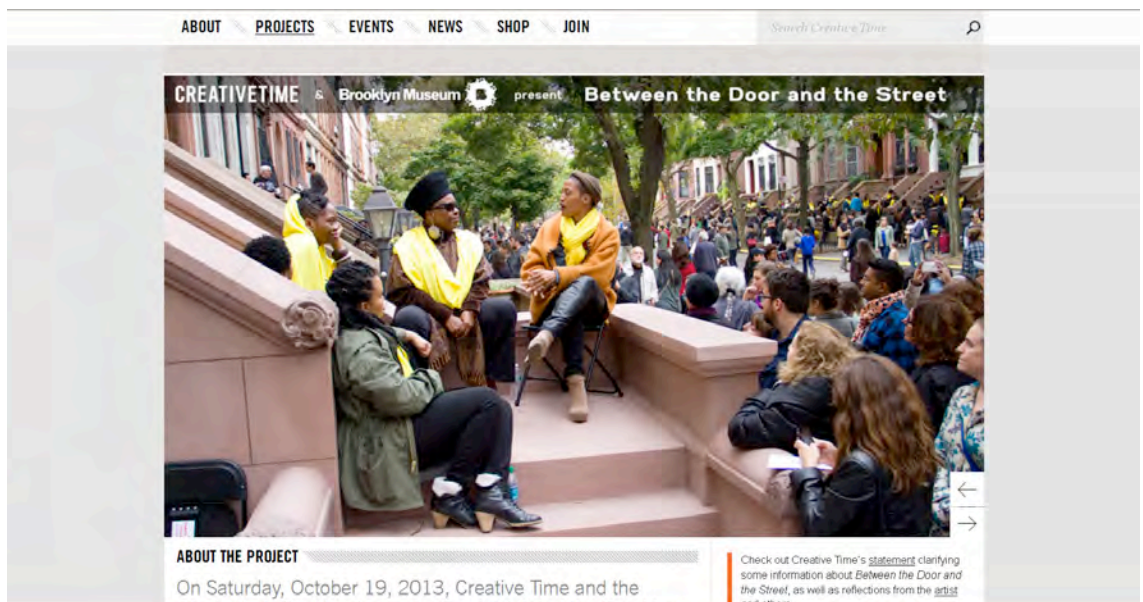 ABOUT PROJECTS EVENTS NEWS SHOP JOIN Search Creative Time
CREATIVETIME & Brooklyn Museum present Between the Door and the Street
ABOUT THE PROJECT
On Saturday, October 19, 2013, Creative Time and the
Check out Creative Time's statement clarifying
some information about Between the Door and
the Street, as well as reflections from the artist
and others.